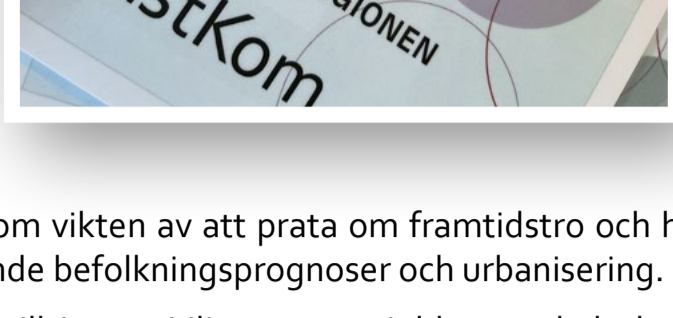 GIONEN
stKom
om vikten av att prata om framtidstro och h
nde befolkningsprognoser och urbanisering.